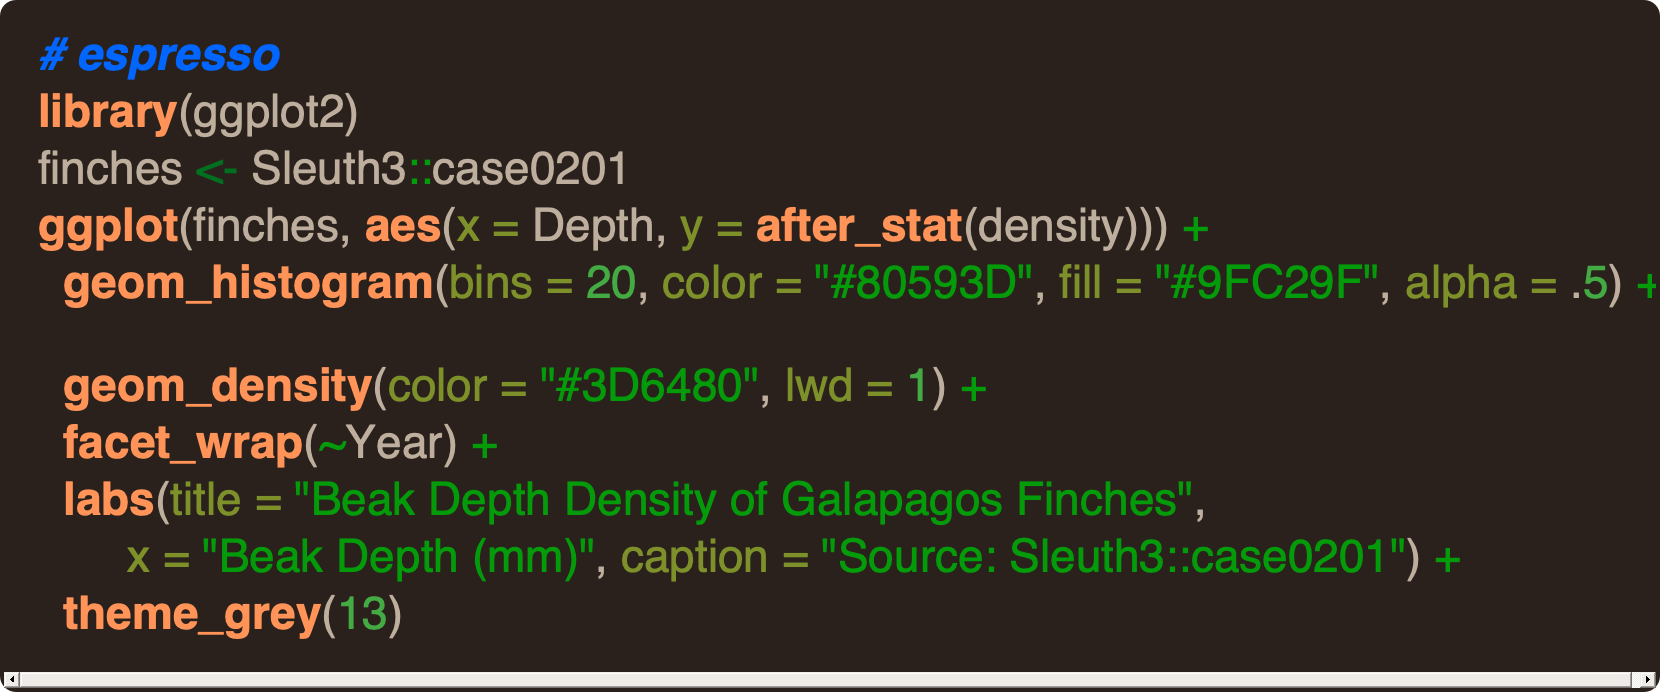 # espresso
library(ggplot2)
finches <- Sleuth3::case0201
ggplot(finches, aes(x = Depth, y = after_stat(density))) +
  geom_histogram(bins = 20, color = "#80593D", fill = "#9FC29F", alpha = .5) +
  geom_density(color = "#3D6480", lwd = 1) +
  facet_wrap(~Year) +
  labs(title = "Beak Depth Density of Galapagos Finches",
       x = "Beak Depth (mm)", caption = "Source: Sleuth3::case0201") +
  theme_grey(13)